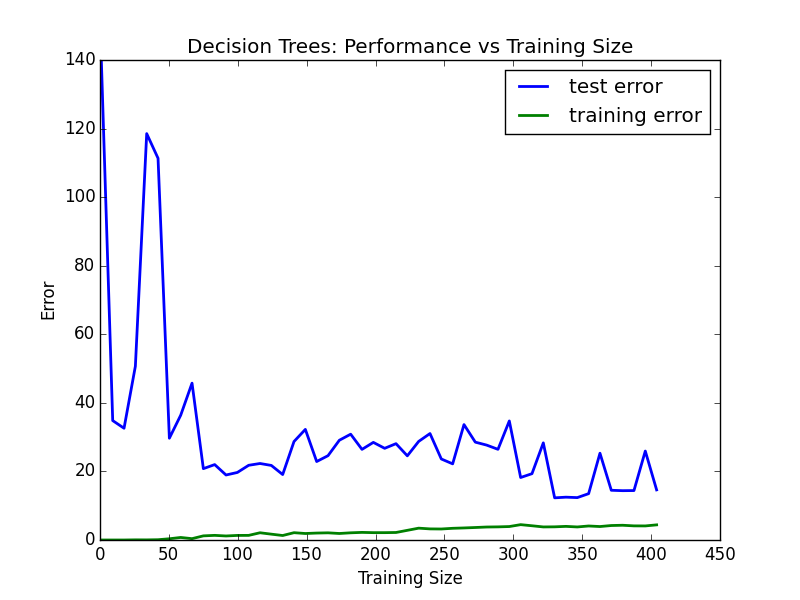 Decision Trees: Performance vs Training Size
test error
training error
140
120
100
80
60
40
20
0
Error
0 50 100 150 200 250 300 350 400 450
Training Size